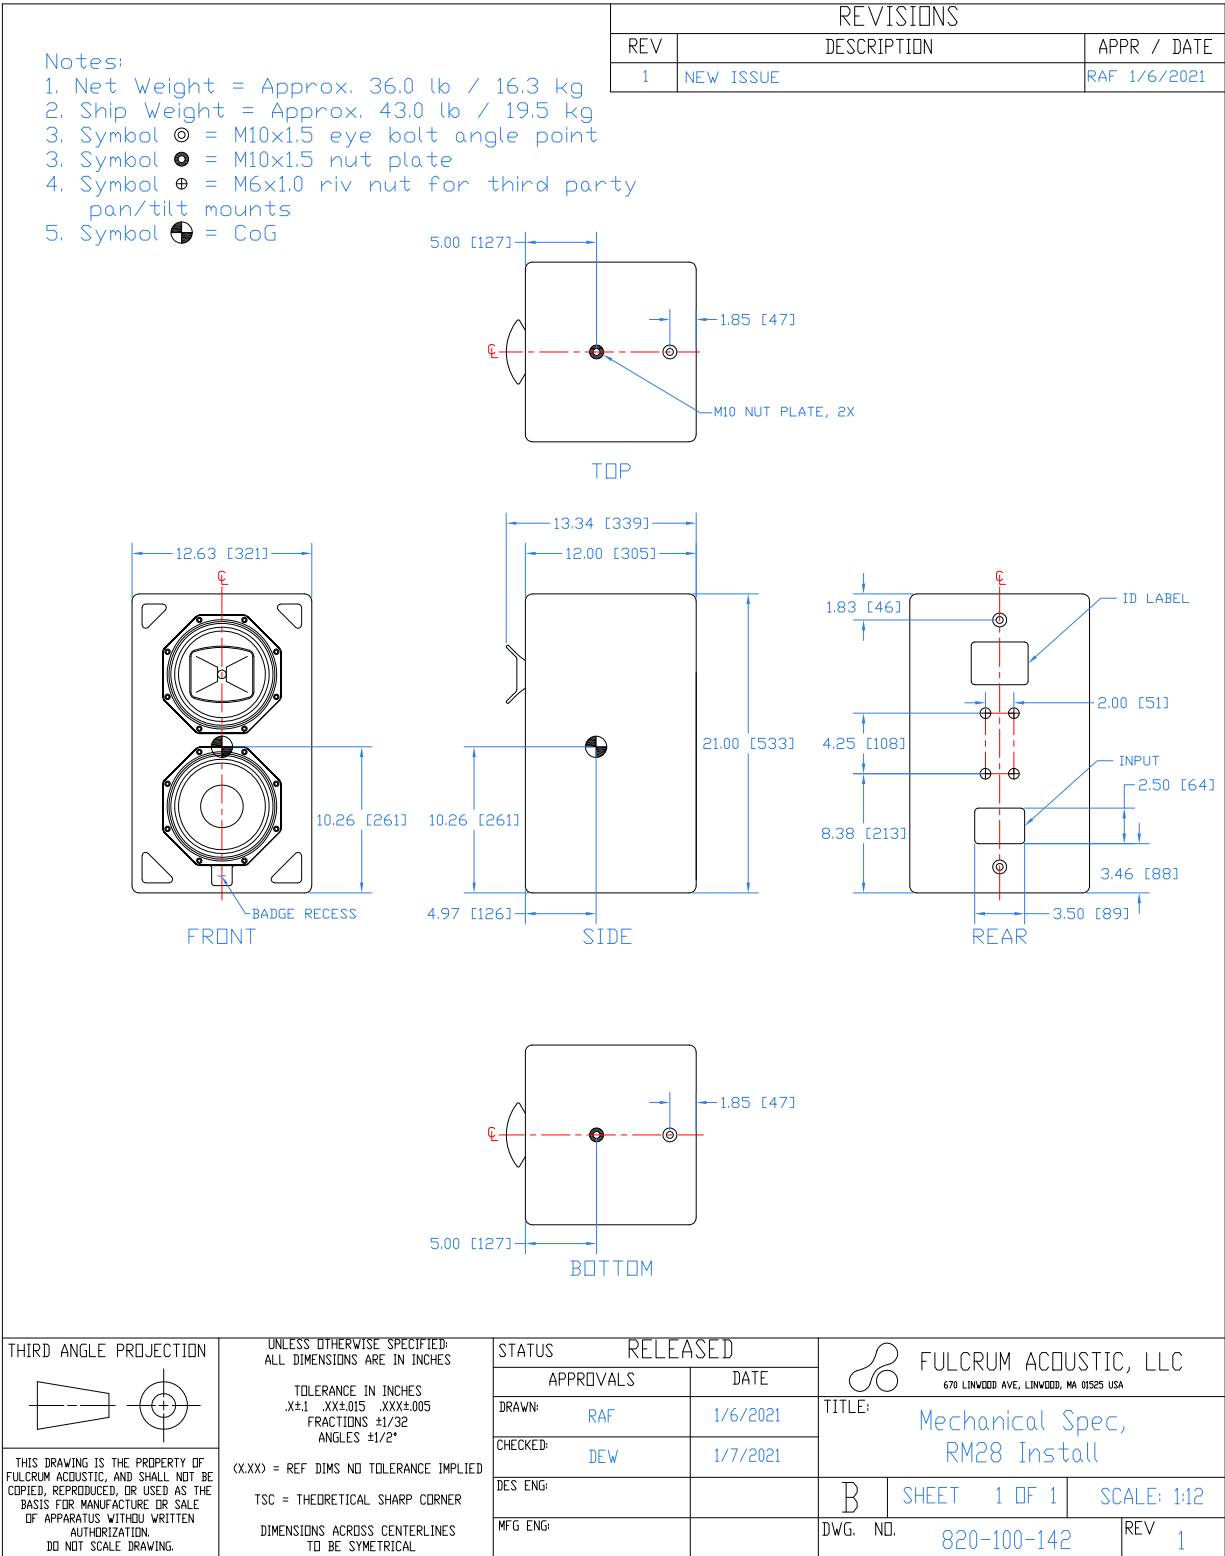 REVISIONS
REV DESCRIPTION APPR / DATE
1 NEW ISSUE RAF 1/6/2021
Notes:
1. Net Weight = Approx. 36.0 lb / 16.3 kg
2. Ship Weight = Approx. 43.0 lb / 19.5 kg
3. Symbol = M10x1.5 eye bolt angle point
3. Symbol = M10x1.5 nut plate
4. Symbol = M6x1.0 riv nut for third party
pan/tilt mounts
5. Symbol = CoG
5.00 [127]
1.85 [47]
℄
M10 NUT PLATE, 2X
TOP
13.34 [339]
12.63 [321]
12.00 [305]
℄
℄
1.83 [46]
ID LABEL
2.00 [51]
21.00 [533]
4.25 [108]
INPUT
2.50 [64]
10.26 [261]
10.26 [261]
8.38 [213]
3.46 [88]
BADGE RECESS
4.97 [126]
3.50 [89]
FRONT
SIDE
REAR
1.85 [47]
℄
5.00 [127]
BOTTOM
THIRD ANGLE PROJECTION
THIS DRAWING IS THE PROPERTY OF
FULCRUM ACOUSTIC, AND SHALL NOT BE
COPIED, REPRODUCED, OR USED AS THE
BASIS FOR MANUFACTURE OR SALE
OF APPARATUS WITHOU WRITTEN
AUTHORIZATION.
DO NOT SCALE DRAWING.
UNLESS OTHERWISE SPECIFIED:
ALL DIMENSIONS ARE IN INCHES
TOLERANCE IN INCHES
.X±.1 .XX±.015 .XXX±.005
FRACTIONS ±1/32
ANGLES ±1/2°
(X.XX) = REF DIMS NO TOLERANCE IMPLIED
TSC = THEORETICAL SHARP CORNER
DIMENSIONS ACROSS CENTERLINES
TO BE SYMETRICAL
STATUS RELEASED
APPROVALS DATE
DRAWN: RAF 1/6/2021
CHECKED: DEW 1/7/2021
DES ENG:
MFG ENG:
FULCRUM ACOUSTIC, LLC
670 LINWOOD AVE, LINWOOD, MA 01525 USA
TITLE:
Mechanical Spec,
RM28 Install
B SHEET 1 OF 1 SCALE: 1:12
DWG. NO. 820-100-142 REV 1